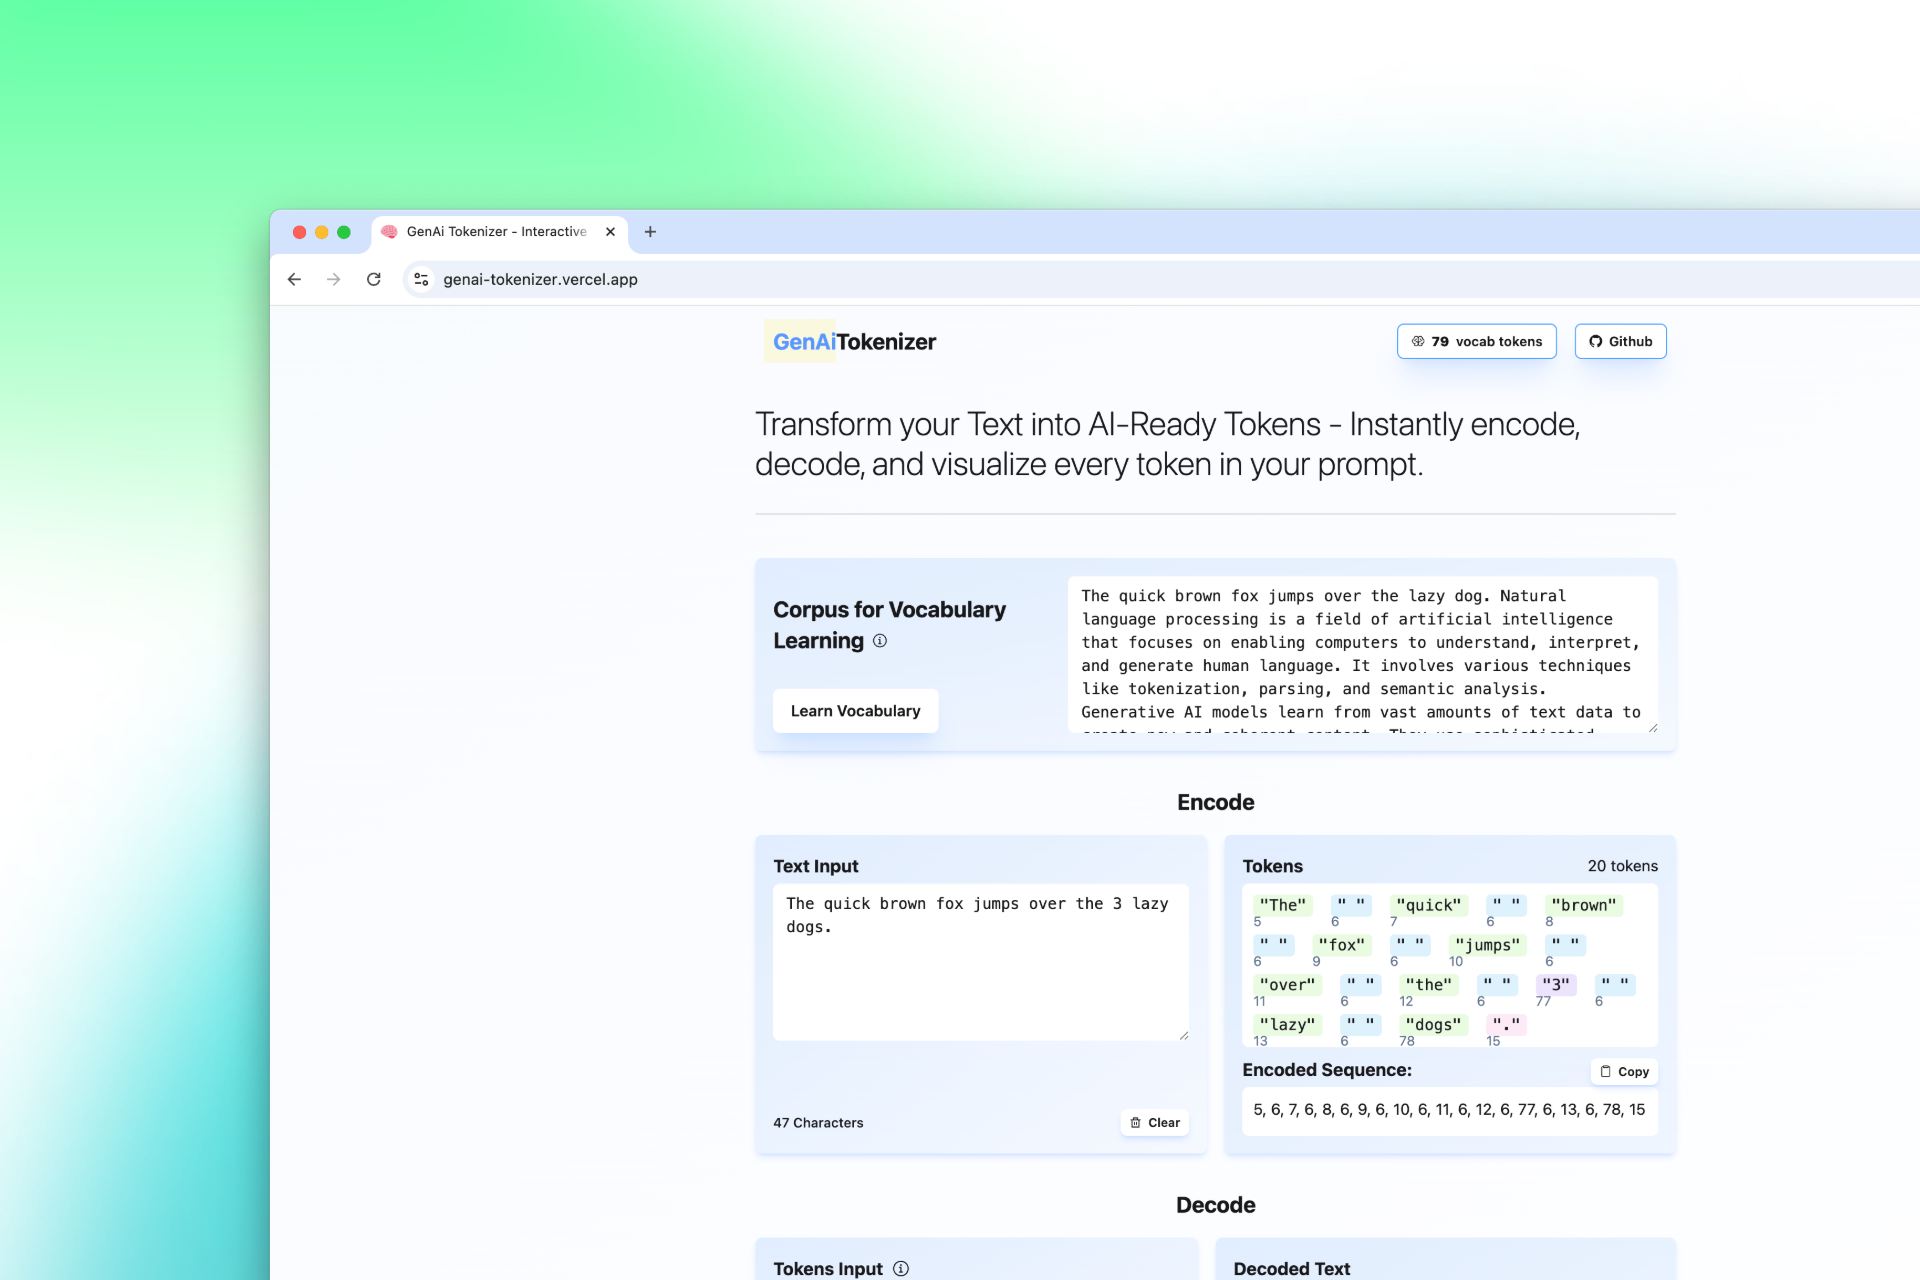 GenAi Tokenizer - Interactive
genai-tokenizer.vercel.app
GenAiTokenizer
79 vocab tokens
Github
Transform your Text into AI-Ready Tokens - Instantly encode,
decode, and visualize every token in your prompt.
Corpus for Vocabulary
Learning
Learn Vocabulary
The quick brown fox jumps over the lazy dog. Natural
language processing is a field of artificial intelligence
that focuses on enabling computers to understand, interpret,
and generate human language. It involves various techniques
like tokenization, parsing, and semantic analysis.
Generative AI models learn from vast amounts of text data to
create new and coherent content. They use sophisticated
Encode
Text Input
The quick brown fox jumps over the 3 lazy
dogs.
47 Characters
Clear
Tokens
20 tokens
"The" " " "quick" " " "brown"
5 6 7 6 8
" " "fox" " " "jumps" " "
6 9 6 10 6
"over" " " "the" " " "3" " "
11 6 12 6 77 6
"lazy" " " "dogs" "."
13 6 78 15
Encoded Sequence:
Copy
5, 6, 7, 6, 8, 6, 9, 6, 10, 6, 11, 6, 12, 6, 77, 6, 13, 6, 78, 15
Decode
Tokens Input
Decoded Text